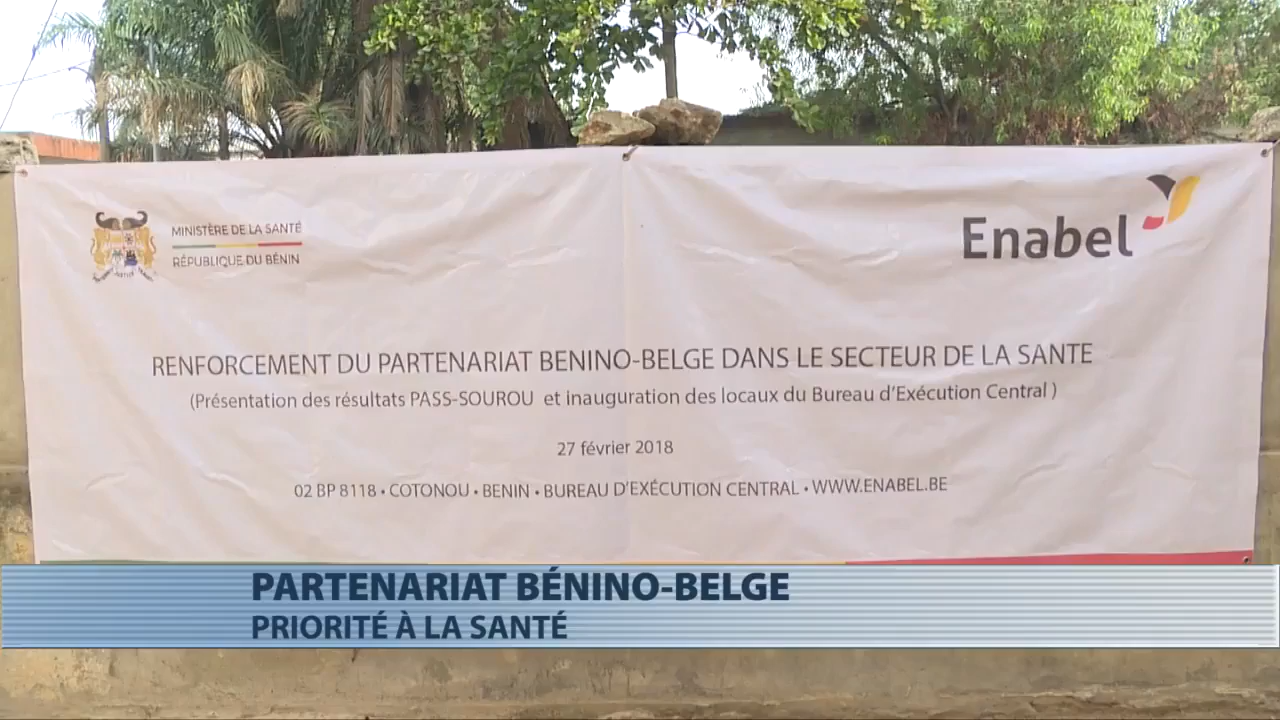 MINISTÈRE DE LA SANTÉ
RÉPUBLIQUE DU BÉNIN
Enabel
RENFORCEMENT DU PARTENARIAT BENINO-BELGE DANS LE SECTEUR DE LA SANTE
(Présentation des résultats PASS-SOUROU et inauguration des locaux du Bureau d'Exécution Central )
27 février 2018
02 BP 8118 • COTONOU • BENIN • BUREAU D'EXÉCUTION CENTRAL • WWW.ENABEL.BE
PARTENARIAT BÉNINO-BELGE
PRIORITÉ À LA SANTÉ